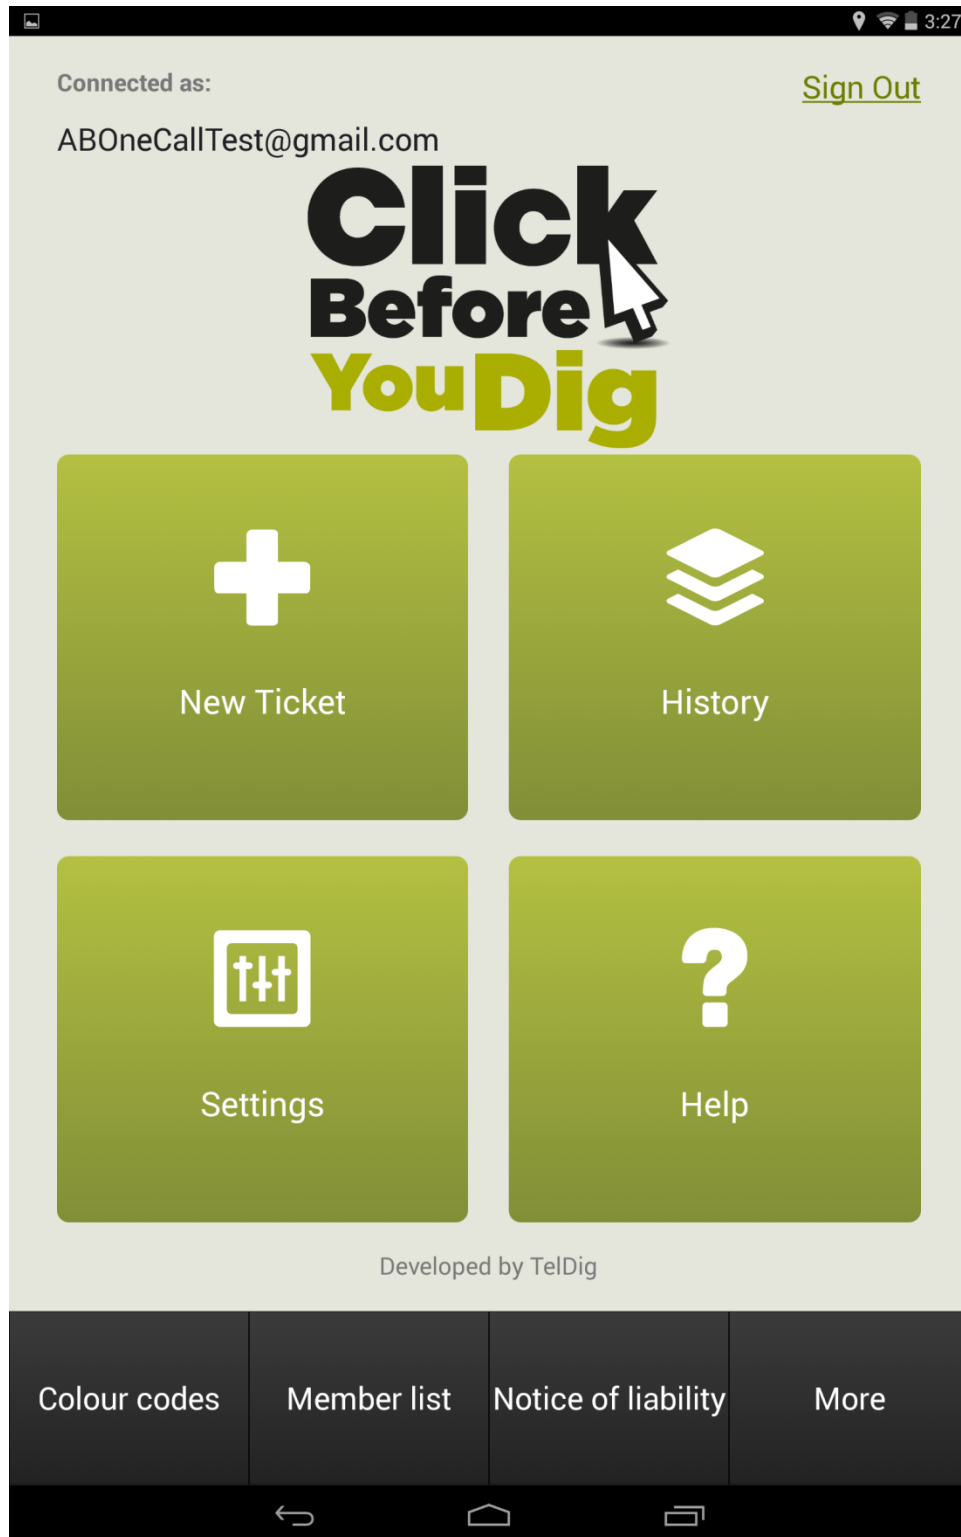 3:27
Connected as:
Sign Out
ABOneCallTest@gmail.com
Click
Before
You Dig
New Ticket
History
Settings
Help
Developed by TelDig
Colour codes
Member list
Notice of liability
More